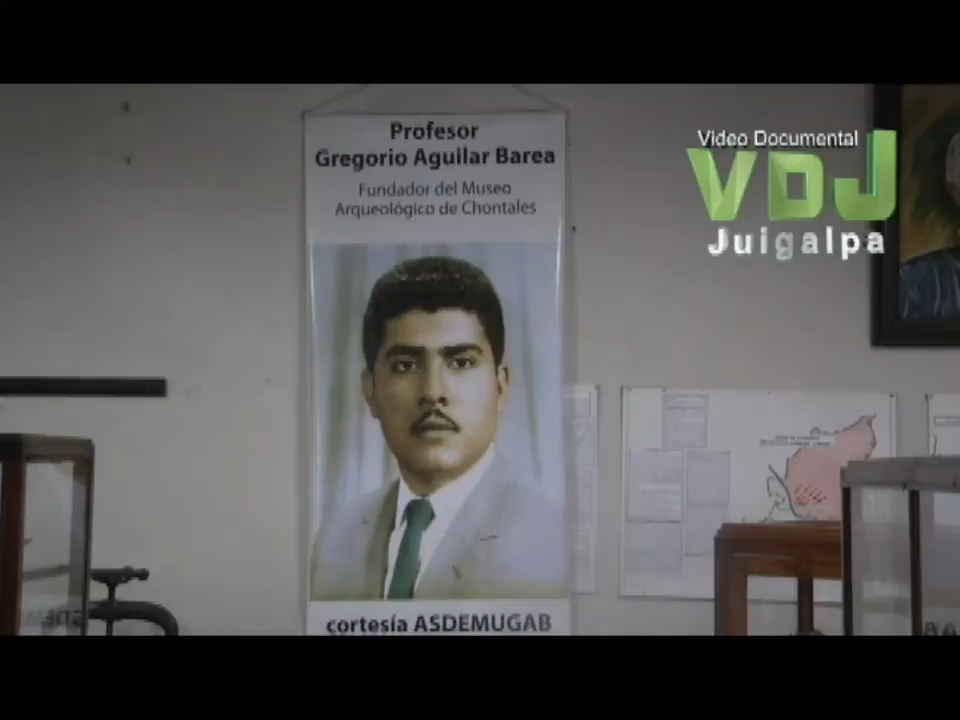 Profesor
Gregorio Aguilar Barea
Fundador del Museo
Arqueológico de Chontales
cortesía ASDEMUGAB
Video Documental
VDJ
Juigalpa